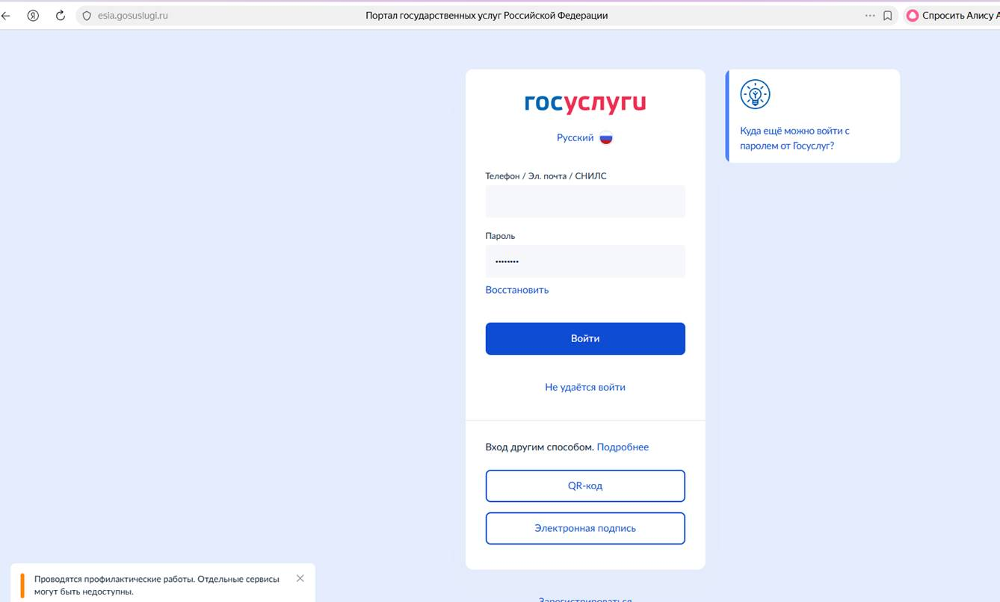 esia.gosuslugi.ru
Портал государственных услуг Российской Федерации
Спросить Алису
госуслуги
Русский
Телефон / Эл. почта / СНИЛС
Пароль
••••••••
Восстановить
Войти
Не удаётся войти
Вход другим способом. Подробнее
QR-код
Электронная подпись
Зарегистрироваться
Куда ещё можно войти с
паролем от Госуслуг?
Проводятся профилактические работы. Отдельные сервисы
могут быть недоступны.